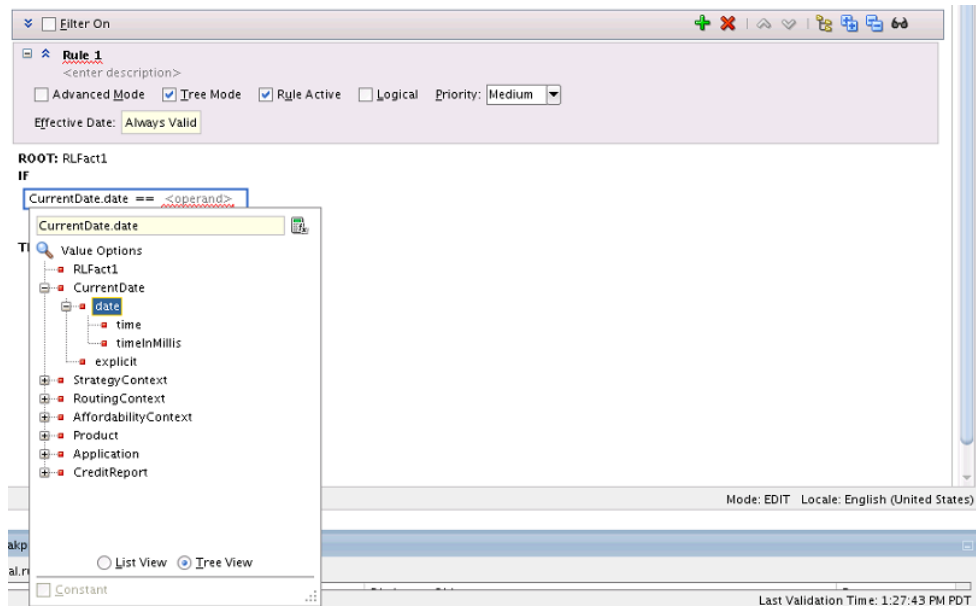 Filter On
Rule 1
<enter description>
Advanced Mode Tree Mode Rule Active Logical Priority: Medium
Effective Date: Always Valid
ROOT: RLFact1
IF
CurrentDate.date == <operand>
CurrentDate.date
Value Options
RLFact1
CurrentDate
date
time
timeInMillis
explicit
StrategyContext
RoutingContext
AffordabilityContext
Product
Application
CreditReport
Mode: EDIT Locale: English (United States)
List View Tree View
Constant
Last Validation Time: 1:27:43 PM PDT